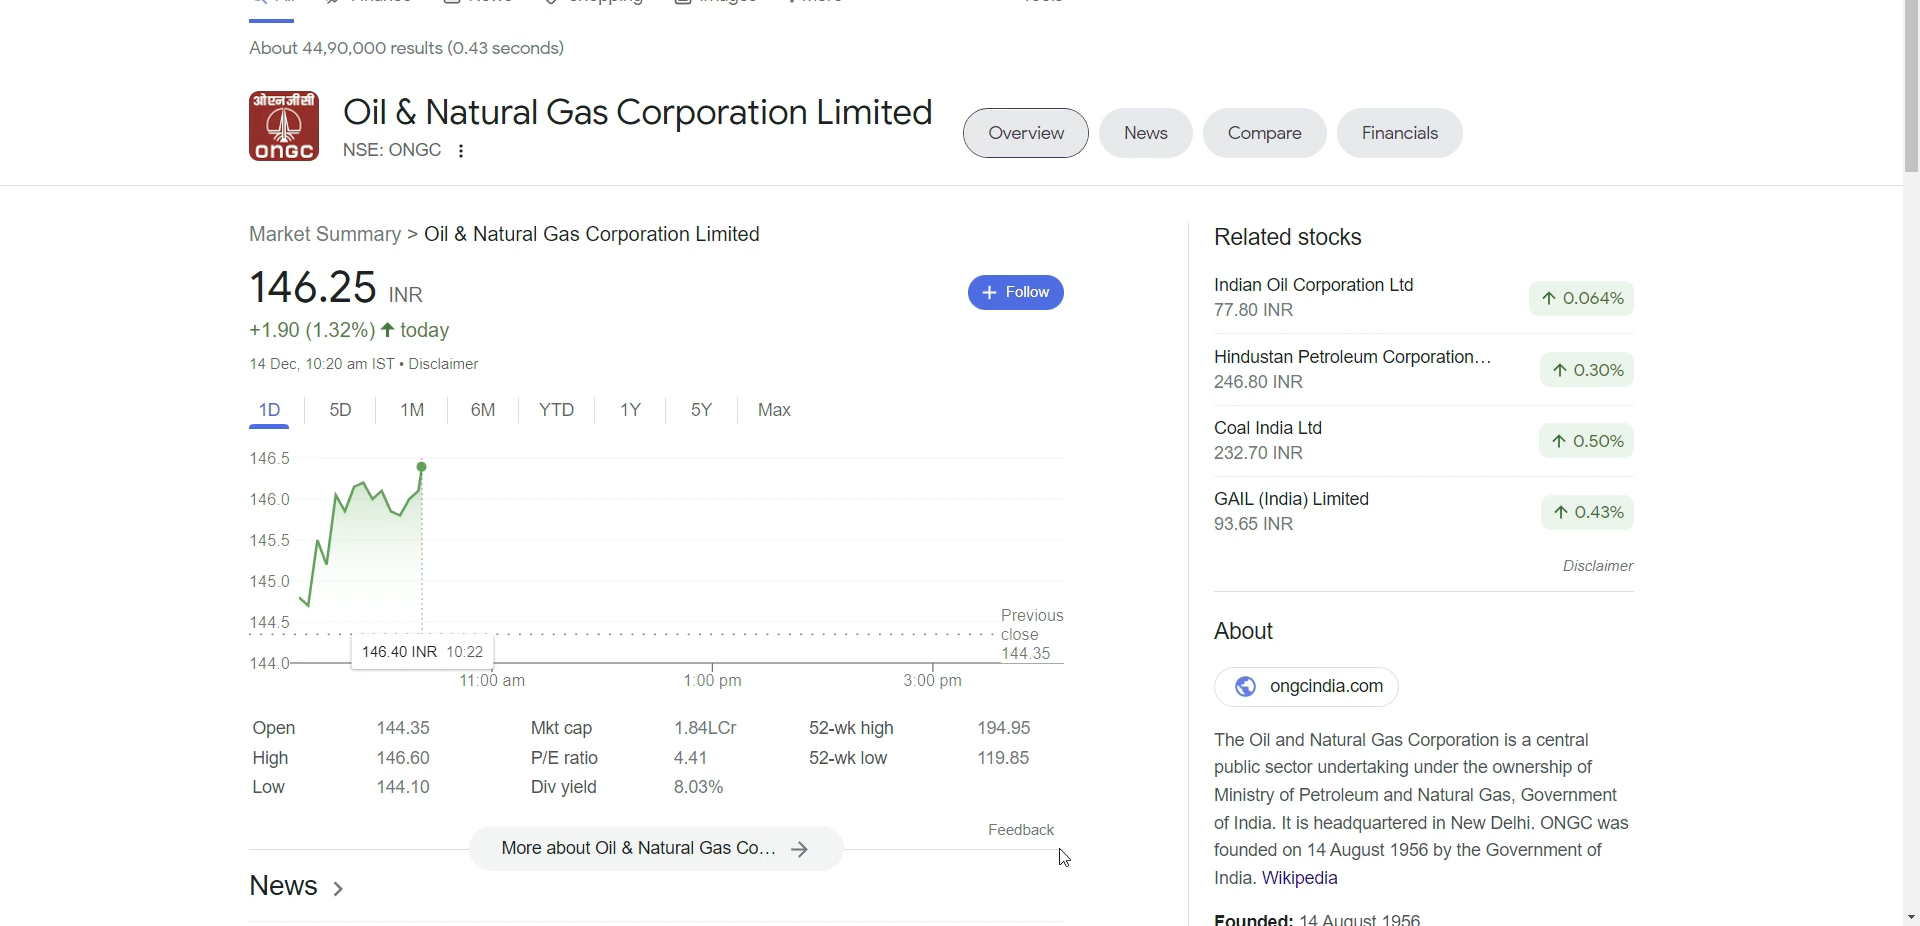 About 44,90,000 results (0.43 seconds)
ओएनजीसी
ONGC
Oil & Natural Gas Corporation Limited
NSE: ONGC
Overview
News
Compare
Financials
Market Summary > Oil & Natural Gas Corporation Limited
146.25 INR
+ Follow
+1.90 (1.32%) ↑ today
14 Dec, 10:20 am IST • Disclaimer
1D 5D 1M 6M YTD 1Y 5Y Max
146.5
146.0
145.5
145.0
144.5
144.0
Previous
close
144.35
146.40 INR 10:22
11:00 am 1:00 pm 3:00 pm
Open 144.35 Mkt cap 1.84LCr 52-wk high 194.95
High 146.60 P/E ratio 4.41 52-wk low 119.85
Low 144.10 Div yield 8.03%
Feedback
More about Oil & Natural Gas Co... →
News >
Related stocks
Indian Oil Corporation Ltd
77.80 INR
↑ 0.064%
Hindustan Petroleum Corporation...
246.80 INR
↑ 0.30%
Coal India Ltd
232.70 INR
↑ 0.50%
GAIL (India) Limited
93.65 INR
↑ 0.43%
Disclaimer
About
ongcindia.com
The Oil and Natural Gas Corporation is a central
public sector undertaking under the ownership of
Ministry of Petroleum and Natural Gas, Government
of India. It is headquartered in New Delhi. ONGC was
founded on 14 August 1956 by the Government of
India. Wikipedia
Founded: 14 August 1956